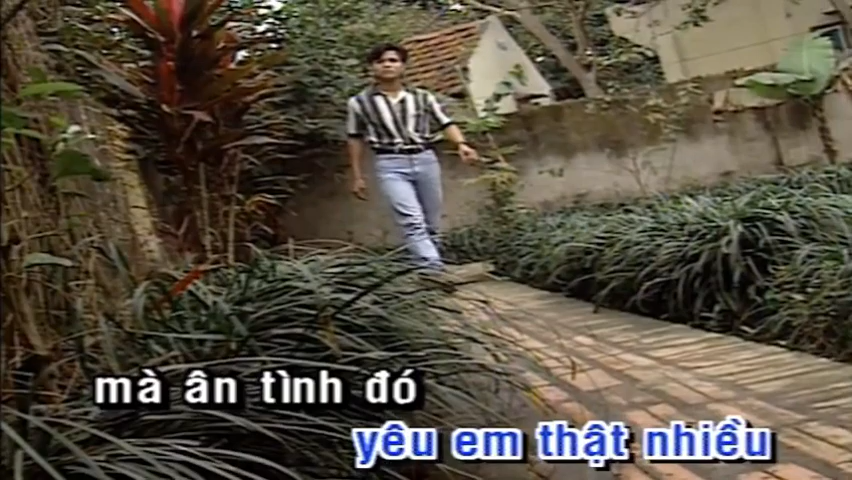 mà ân tình đó
yêu em thật nhiều